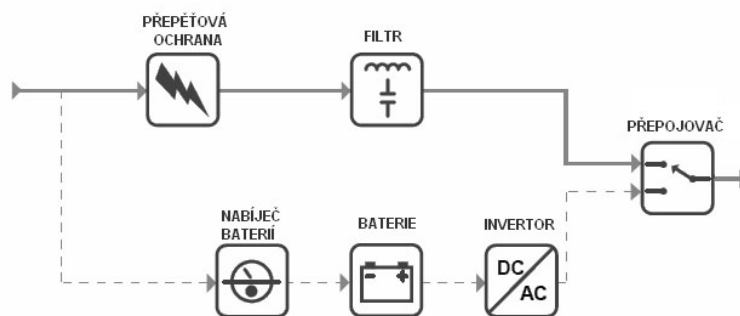 PŘEPĚŤOVÁ
OCHRANA
FILTR
PŘEPOJOVAČ
NABÍJEČ
BATERIÍ
BATERIE
INVERTOR
DC
AC